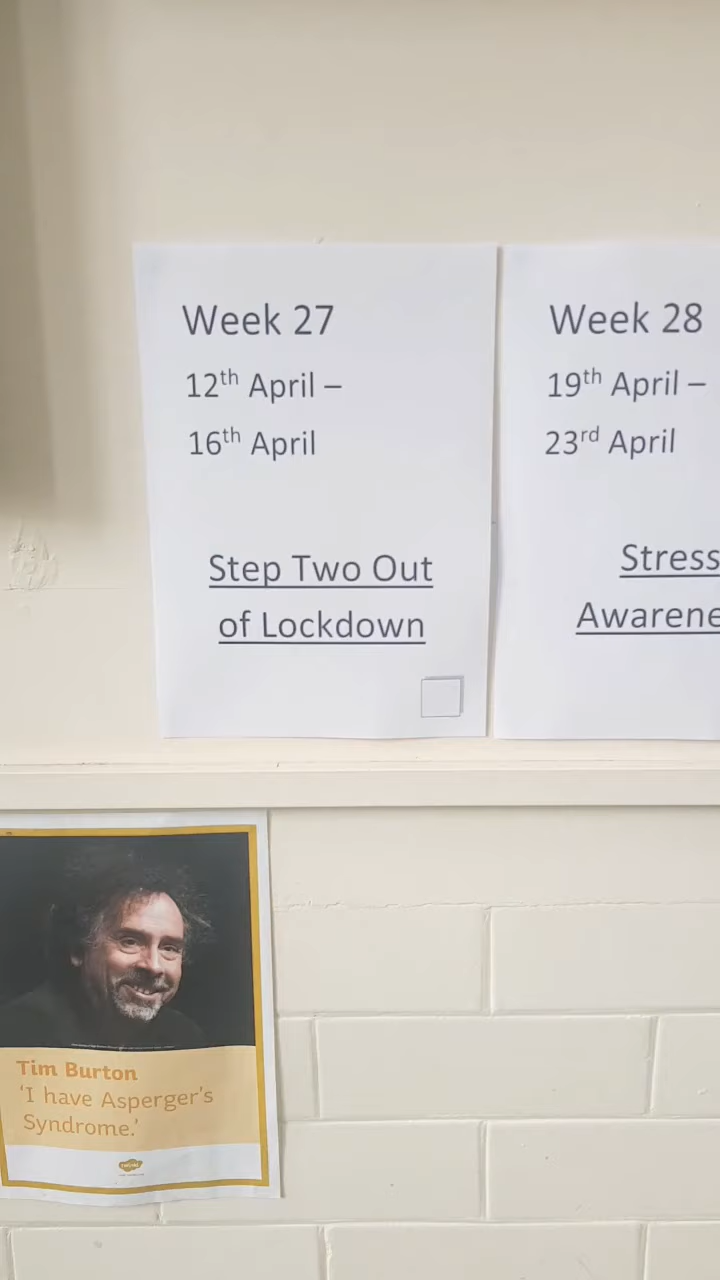 Week 27
12th April –
16th April
Step Two Out
of Lockdown
Week 28
19th April –
23rd April
Stress
Awarene
Tim Burton
'I have Asperger's
Syndrome.'